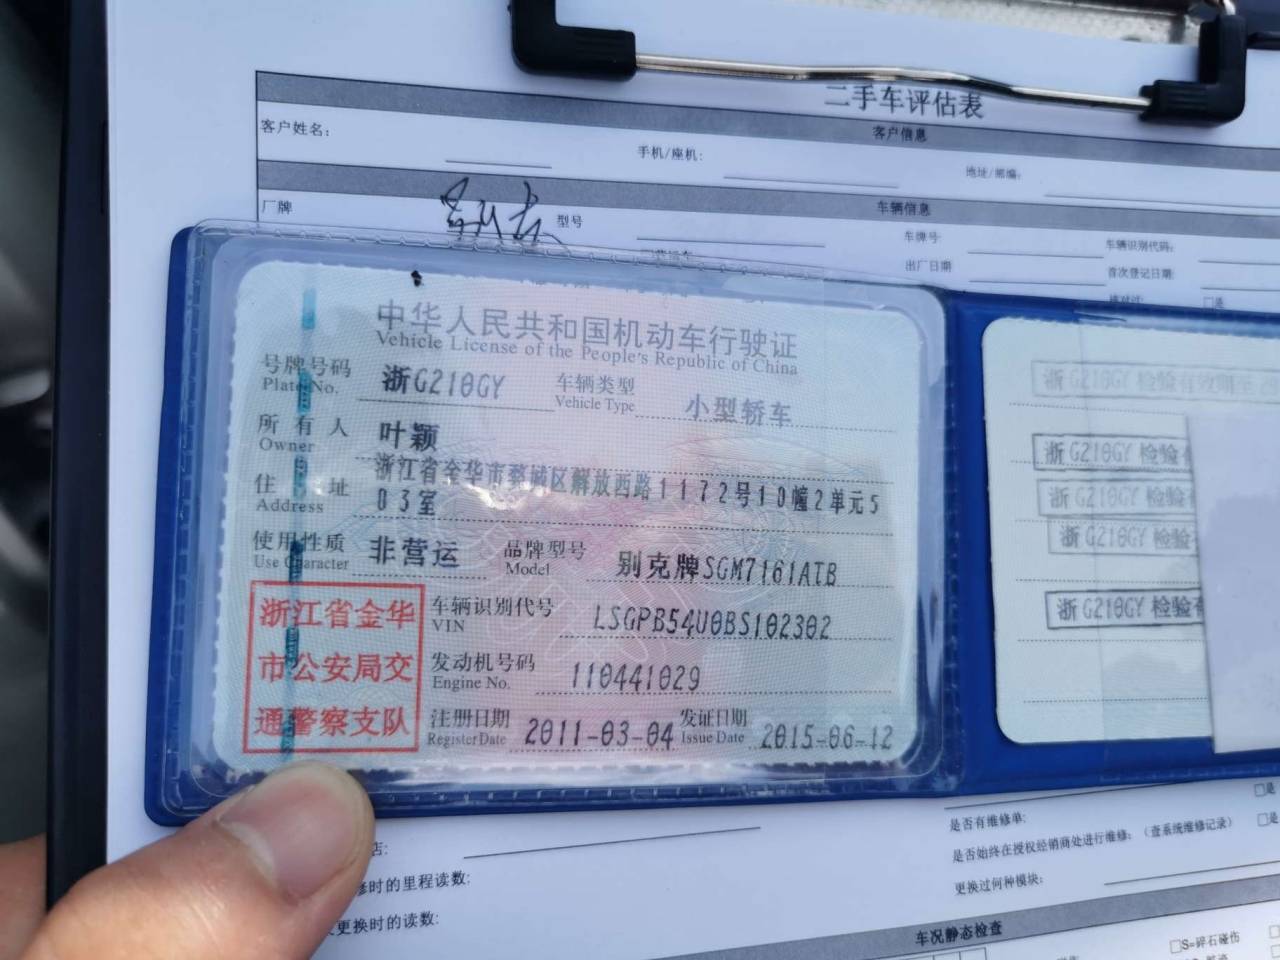 二手车评估表
客户信息
客户姓名:
手机/座机:
地址/邮编:
车辆信息
厂牌
型号
车牌号:
车辆识别代码:
出厂日期
首次登记日期:
中华人民共和国机动车行驶证
Vehicle License of the People's Republic of China
号牌号码 浙G210GY 车辆类型 小型轿车
Plate No. Vehicle Type
所有人 叶颖
Owner
住址 浙江省金华市婺城区解放西路1172号10幢2单元5
Address 03室
使用性质 非营运 品牌型号 别克牌SGM7161ATB
Use Character Model
浙江省金华
市公安局交
通警察支队
车辆识别代号 LSGPB54U0BS102302
VIN
发动机号码 110441029
Engine No.
注册日期 2011-03-04 发证日期 2015-06-12
Register Date Issue Date
浙G210GY 检验有效期至
浙G210GY 检验
浙G210GY 检验
浙G210GY 检验
浙G210GY 检验
是否有维修单: □是
是否始终在授权经销商处进行维修:(查系统维修记录) □是
更换过何种模块:
店:
修时的里程读数:
更换时的读数:
车况静态检查
□S=碎石碰伤